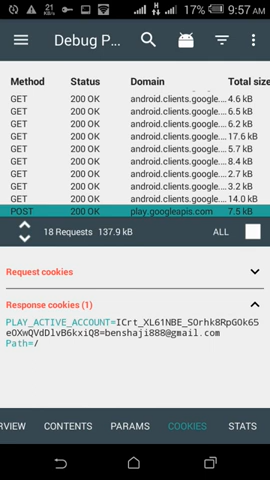 21
K/s
H
17%
9:57 AM
Debug P...
Method Status Domain Total size
GET 200 OK android.clients.google.... 4.6 kB
GET 200 OK android.clients.google.... 6.5 kB
GET 200 OK android.clients.google.... 6.2 kB
GET 200 OK android.clients.google.... 17.6 kB
GET 200 OK android.clients.google.... 5.7 kB
GET 200 OK android.clients.google.... 8.4 kB
GET 200 OK android.clients.google.... 2.7 kB
GET 200 OK android.clients.google.... 3.2 kB
GET 200 OK android.clients.google.... 14.0 kB
POST 200 OK play.googleapis.com 7.5 kB
18 Requests 137.9 kB ALL
Request cookies
Response cookies (1)
PLAY_ACTIVE_ACCOUNT=ICrt_XL61NBE_SOrhk8RpGOk65
eOXwQVdDlvB6kxiQ8=benshaji888@gmail.com
Path=/
RVIEW CONTENTS PARAMS COOKIES STATS